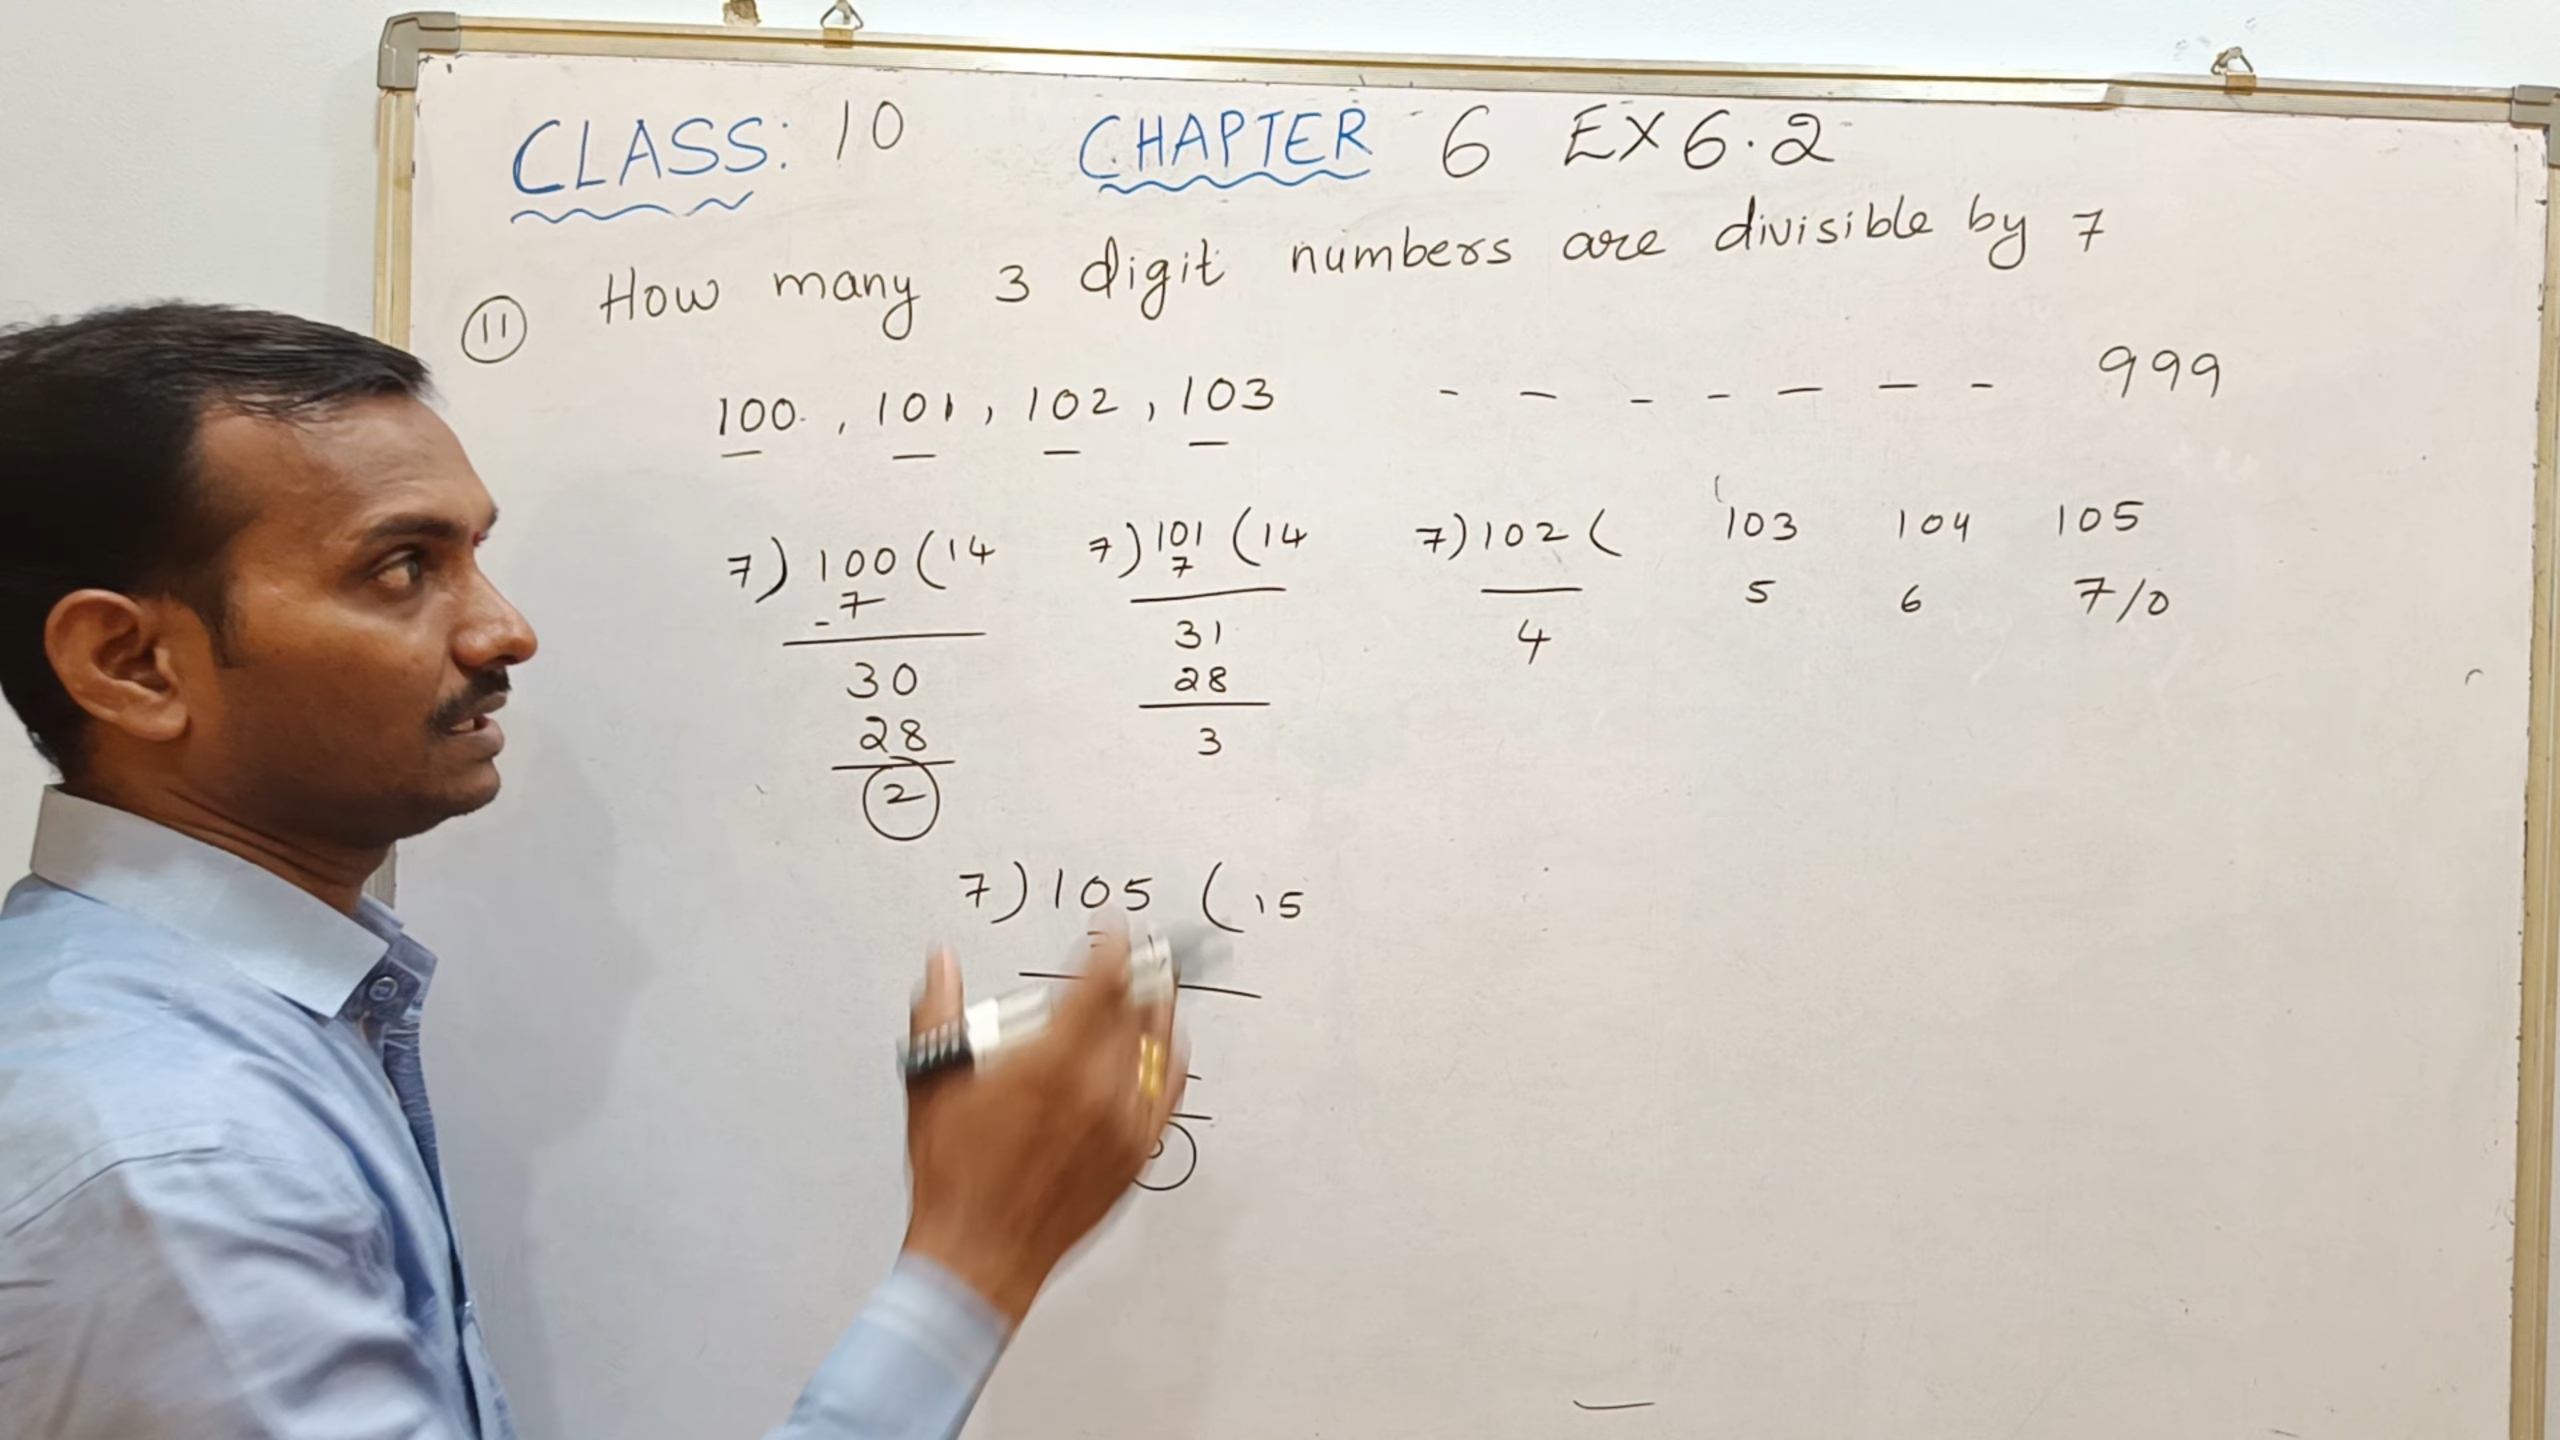 CLASS: 10 CHAPTER 6 EX 6.2
11 How many 3 digit numbers are divisible by 7
100, 101, 102, 103 - - - - - - - 999
7) 100 (14 7) 101 (14 7) 102 ( 103 104 105
-7 7 4 5 6 7/0
30 31
28 28
2 3
7) 105 (15